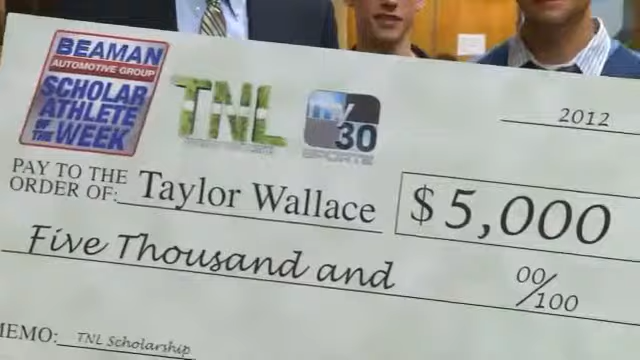 BEAMAN
AUTOMOTIVE GROUP
SCHOLAR
ATHLETE
OF THE WEEK
TNL
my
30
SPORTS
2012
PAY TO THE
ORDER OF: Taylor Wallace $ 5,000
Five Thousand and 00/100
MEMO: TNL Scholarship